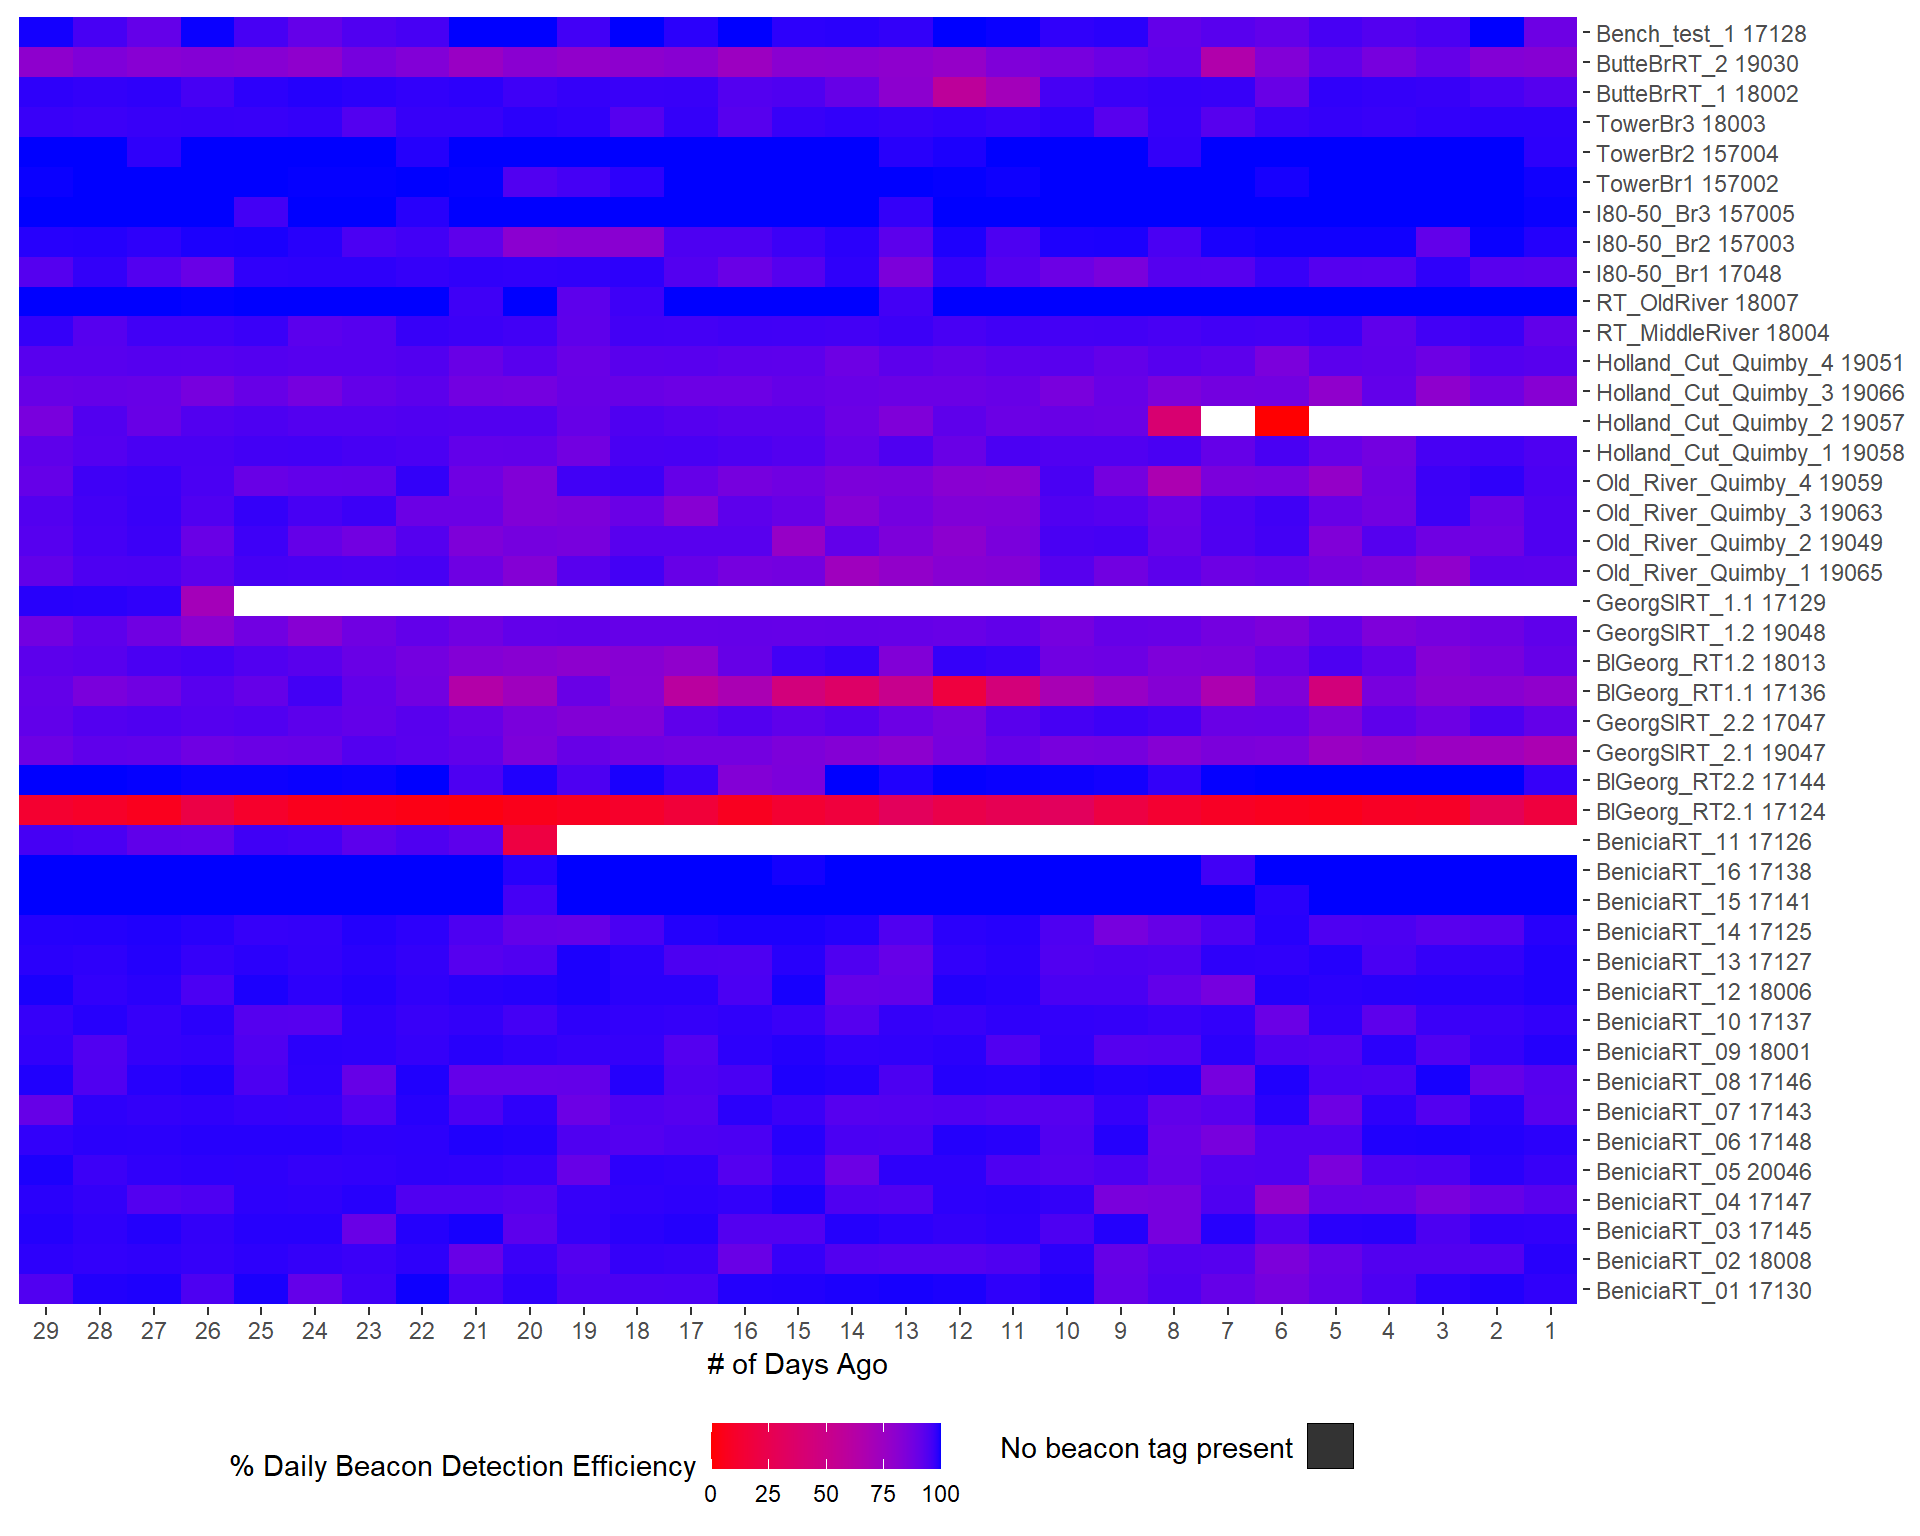 Bench_test_1 17128
ButteBrRT_2 19030
ButteBrRT_1 18002
TowerBr3 18003
TowerBr2 157004
TowerBr1 157002
I80-50_Br3 157005
I80-50_Br2 157003
I80-50_Br1 17048
RT_OldRiver 18007
RT_MiddleRiver 18004
Holland_Cut_Quimby_4 19051
Holland_Cut_Quimby_3 19066
Holland_Cut_Quimby_2 19057
Holland_Cut_Quimby_1 19058
Old_River_Quimby_4 19059
Old_River_Quimby_3 19063
Old_River_Quimby_2 19049
Old_River_Quimby_1 19065
GeorgSlRT_1.1 17129
GeorgSlRT_1.2 19048
BlGeorg_RT1.2 18013
BlGeorg_RT1.1 17136
GeorgSlRT_2.2 17047
GeorgSlRT_2.1 19047
BlGeorg_RT2.2 17144
BlGeorg_RT2.1 17124
BeniciaRT_11 17126
BeniciaRT_16 17138
BeniciaRT_15 17141
BeniciaRT_14 17125
BeniciaRT_13 17127
BeniciaRT_12 18006
BeniciaRT_10 17137
BeniciaRT_09 18001
BeniciaRT_08 17146
BeniciaRT_07 17143
BeniciaRT_06 17148
BeniciaRT_05 20046
BeniciaRT_04 17147
BeniciaRT_03 17145
BeniciaRT_02 18008
BeniciaRT_01 17130
29 28 27 26 25 24 23 22 21 20 19 18 17 16 15 14 13 12 11 10 9 8 7 6 5 4 3 2 1
# of Days Ago
% Daily Beacon Detection Efficiency
0 25 50 75 100
No beacon tag present